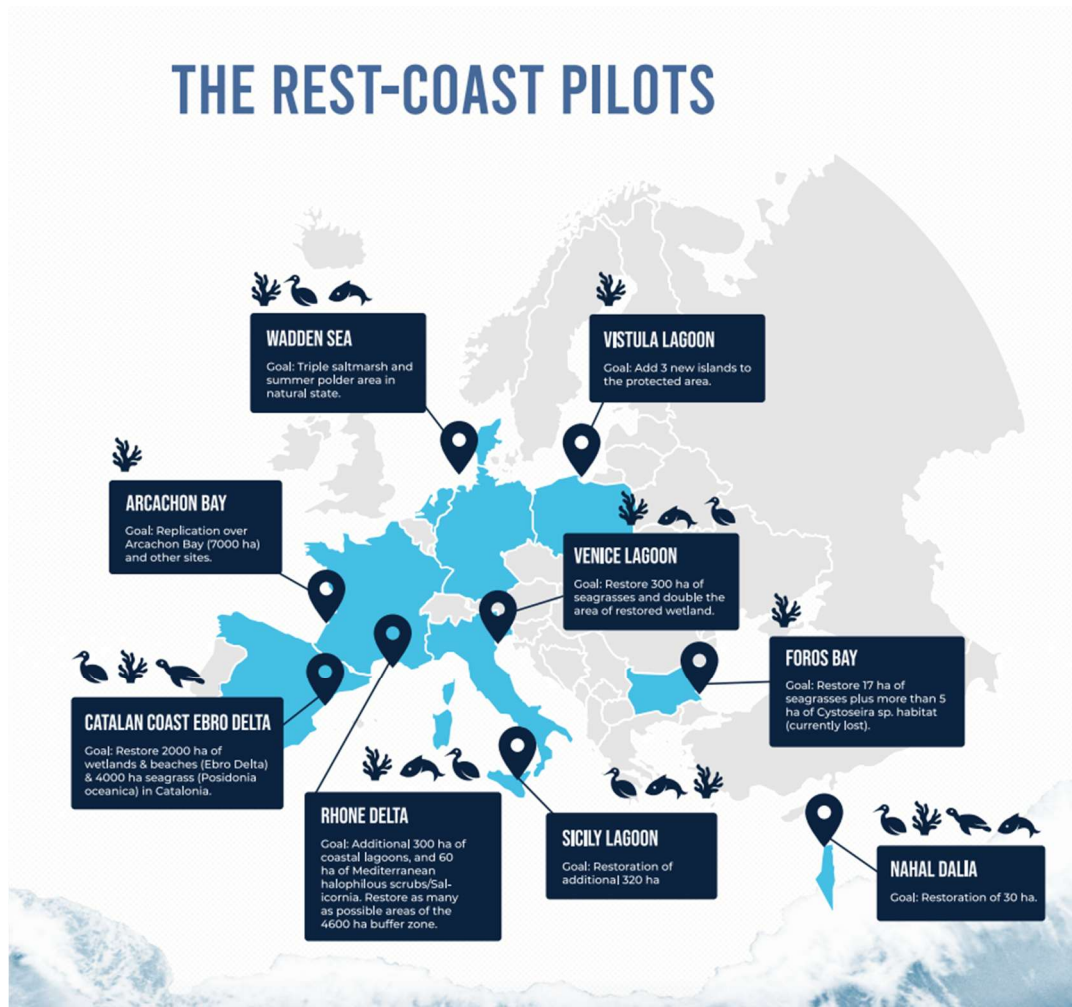 THE REST-COAST PILOTS
WADDEN SEA
Goal: Triple saltmarsh and
summer polder area in
natural state.
VISTULA LAGOON
Goal: Add 3 new islands to
the protected area.
ARCACHON BAY
Goal: Replication over
Arcachon Bay (7000 ha)
and other sites.
VENICE LAGOON
Goal: Restore 300 ha of
seagrasses and double the
area of restored wetland.
FOROS BAY
Goal: Restore 17 ha of
seagrasses plus more than 5
ha of Cystoseira sp. habitat
(currently lost).
CATALAN COAST EBRO DELTA
Goal: Restore 2000 ha of
wetlands & beaches (Ebro Delta)
& 4000 ha seagrass (Posidonia
oceanica) in Catalonia.
RHONE DELTA
Goal: Additional 300 ha of
coastal lagoons, and 60
ha of Mediterranean
halophilous scrubs/Sal-
icornia. Restore as many
as possible areas of the
4600 ha buffer zone.
SICILY LAGOON
Goal: Restoration of
additional 320 ha
NAHAL DALIA
Goal: Restoration of 30 ha.